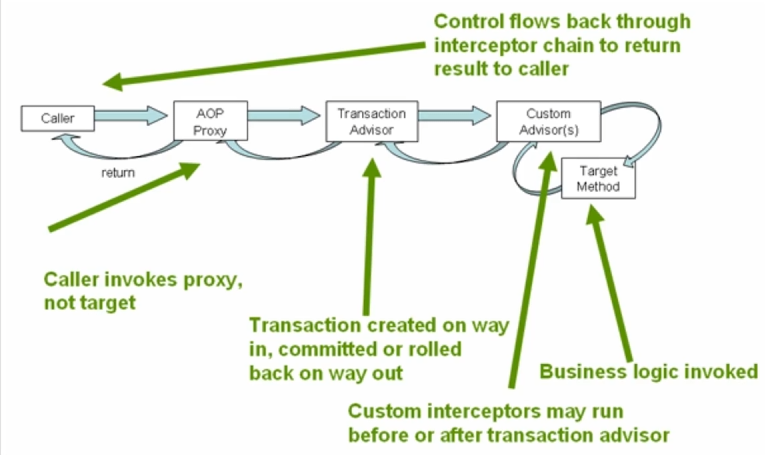 Control flows back through
interceptor chain to return
result to caller
Caller
AOP
Proxy
Transaction
Advisor
Custom
Advisor(s)
Target
Method
return
Caller invokes proxy,
not target
Transaction created on way
in, committed or rolled
back on way out
Business logic invoked
Custom interceptors may run
before or after transaction advisor